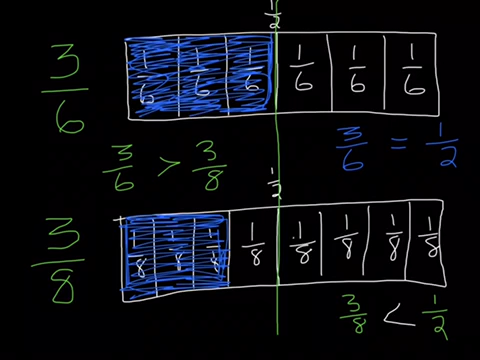 1/2
3/6 1/6 1/6 1/6 1/6 1/6 1/6
3/6 > 3/8 3/6 = 1/2
1/2
3/8 1/8 1/8 1/8 1/8 1/8 1/8 1/8 1/8
3/8 < 1/2